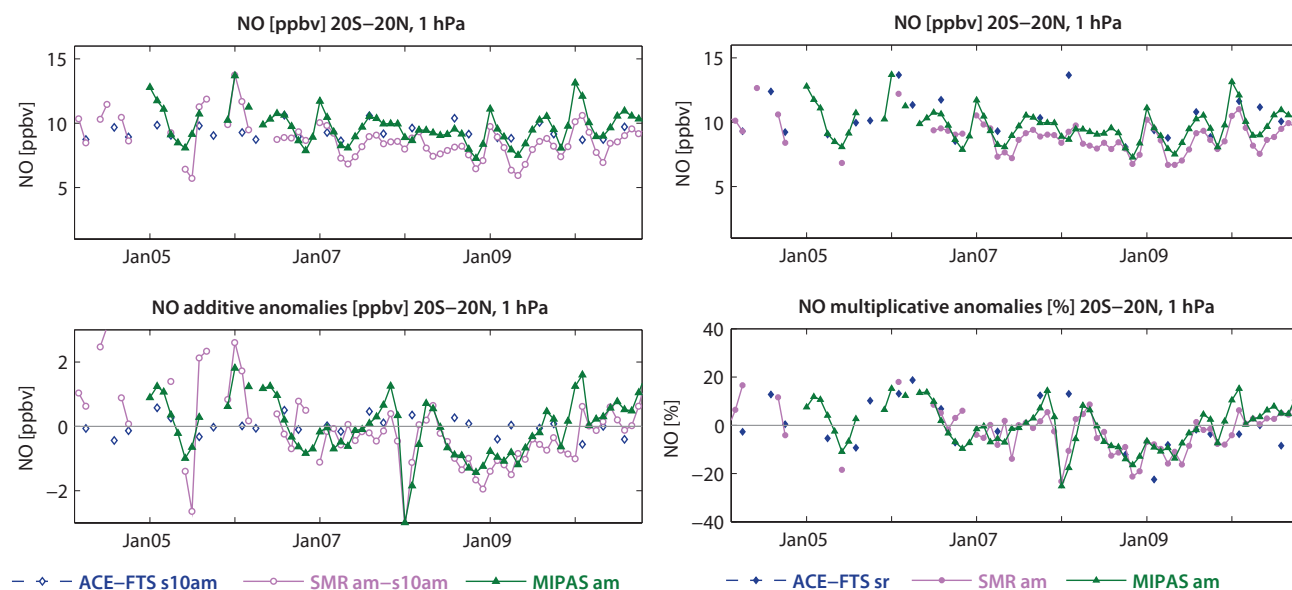 NO [ppbv] 20S−20N, 1 hPa
NO [ppbv]
15
10
5
Jan05 Jan07 Jan09
NO [ppbv] 20S−20N, 1 hPa
NO [ppbv]
15
10
5
Jan05 Jan07 Jan09
NO additive anomalies [ppbv] 20S−20N, 1 hPa
NO [ppbv]
2
0
−2
Jan05 Jan07 Jan09
NO multiplicative anomalies [%] 20S−20N, 1 hPa
NO [%]
40
20
0
−20
−40
Jan05 Jan07 Jan09
ACE−FTS s10am SMR am−s10am MIPAS am
ACE−FTS sr SMR am MIPAS am